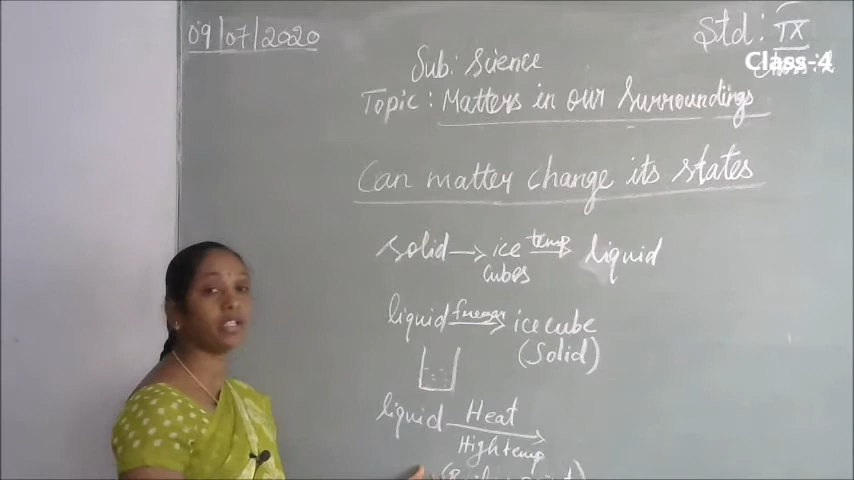 09/07/2020
Std: IX
Class-4
Sub: Science
Topic: Matters in our Surroundings
Can matter change its states
Solid → ice cubes temp → liquid
liquid → ice cube
(Solid)
liquid Heat →
High temp